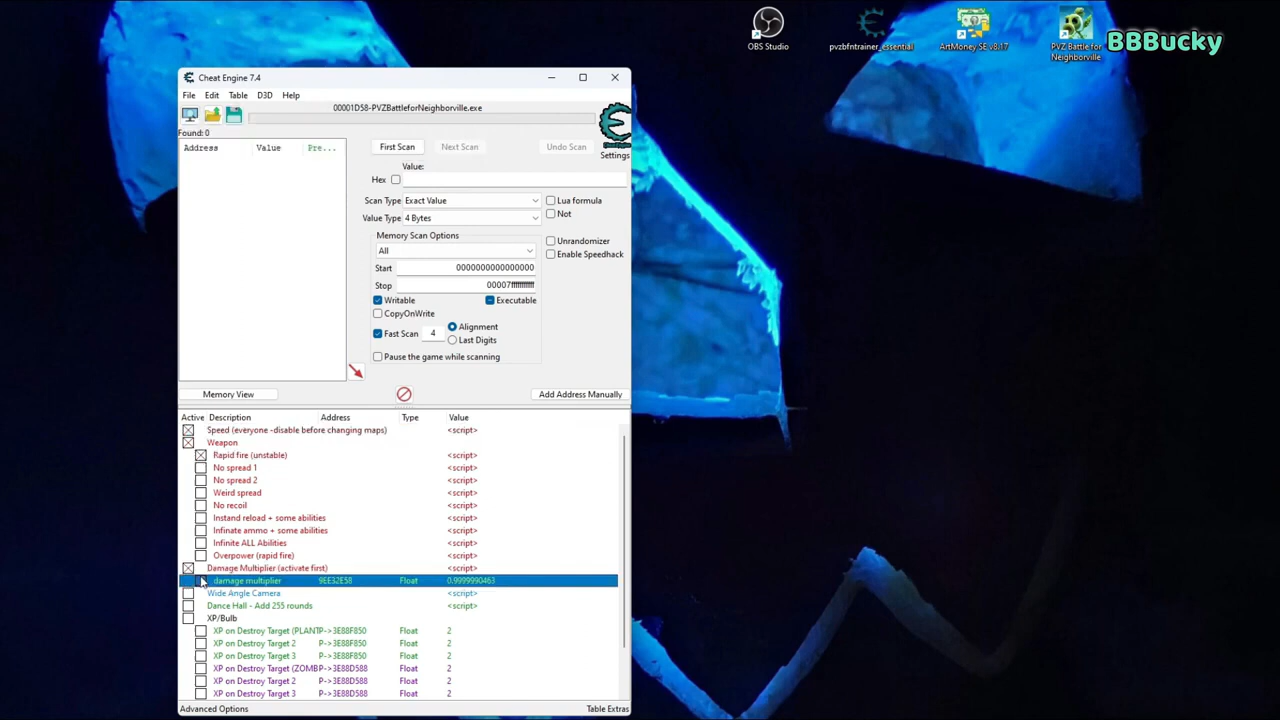 OBS Studio
pvzbfntrainer_essential
ArtMoney SE v8.17
PVZ Battle for
Neighborville
BBBucky
Cheat Engine 7.4
File Edit Table D3D Help
00001D58-PVZBattleforNeighborville.exe
Found: 0
Address Value Pre...
First Scan Next Scan Undo Scan
Settings
Value:
Hex
Scan Type Exact Value
Lua formula
Value Type 4 Bytes
Not
Memory Scan Options
All
Unrandomizer
Enable Speedhack
Start 0000000000000000
Stop 00007fffffffffff
Writable Executable
CopyOnWrite
Fast Scan 4 Alignment
Last Digits
Pause the game while scanning
Memory View Add Address Manually
Active Description Address Type Value
Speed (everyone -disable before changing maps) <script>
Weapon <script>
Rapid fire (unstable) <script>
No spread 1 <script>
No spread 2 <script>
Weird spread <script>
No recoil <script>
Instand reload + some abilities <script>
Infinate ammo + some abilities <script>
Infinite ALL Abilities <script>
Overpower (rapid fire) <script>
Damage Multiplier (activate first) <script>
damage multiplier 9EE32E58 Float 0.9999990463
Wide Angle Camera <script>
Dance Hall - Add 255 rounds <script>
XP/Bulb
XP on Destroy Target (PLANT P->3E88F850 Float 2
XP on Destroy Target 2 P->3E88F850 Float 2
XP on Destroy Target 3 P->3E88F850 Float 2
XP on Destroy Target (ZOMB P->3E88D588 Float 2
XP on Destroy Target 2 P->3E88D588 Float 2
XP on Destroy Target 3 P->3E88D588 Float 2
Advanced Options Table Extras